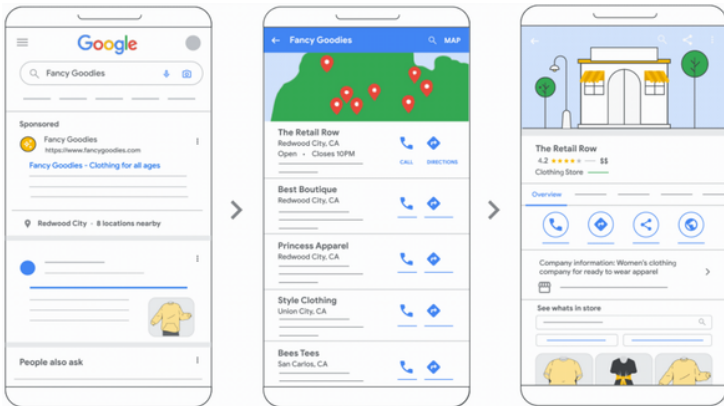 Google
Fancy Goodies
Sponsored
Fancy Goodies
https://www.fancygoodies.com
Fancy Goodies - Clothing for all ages
Redwood City · 8 locations nearby
People also ask
Fancy Goodies
MAP
The Retail Row
Redwood City, CA
Open · Closes 10PM
CALL
DIRECTIONS
Best Boutique
Redwood City, CA
Princess Apparel
Redwood City, CA
Style Clothing
Union City, CA
Bees Tees
San Carlos, CA
The Retail Row
4.2
$$
Clothing Store
Overview
Company information: Women's clothing
company for ready to wear apparel
See whats in store